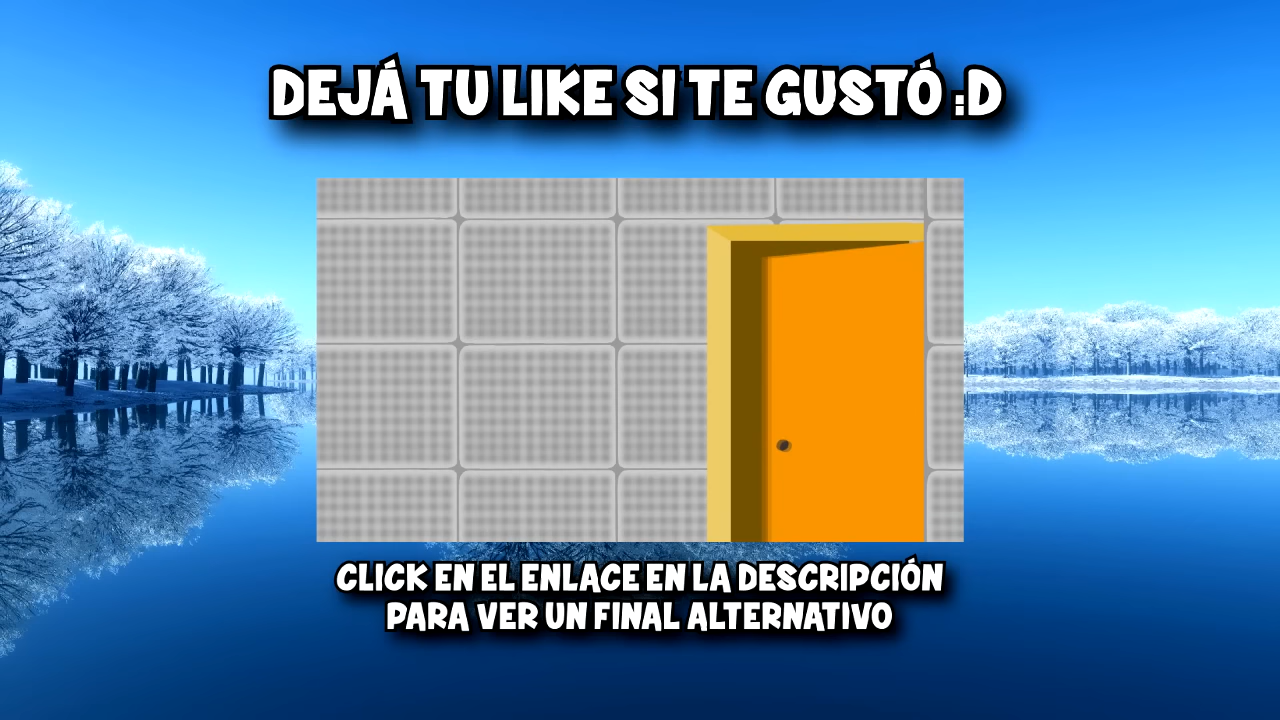 DEJÁ TU LIKE SI TE GUSTÓ :D
CLICK EN EL ENLACE EN LA DESCRIPCIÓN
PARA VER UN FINAL ALTERNATIVO